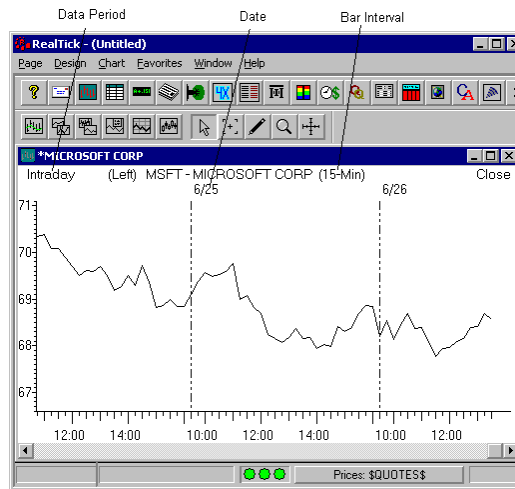 Data Period Date Bar Interval
RealTick - (Untitled)
Page Design Chart Favorites Window Help
*MiCROSOFT CORP
Intraday (Left) MSFT - MICROSOFT CORP (15-Min) Close
6/25 6/26
71
70
69
68
67
12:00 14:00 10:00 12:00 14:00 10:00 12:00
Prices: $QUOTES$